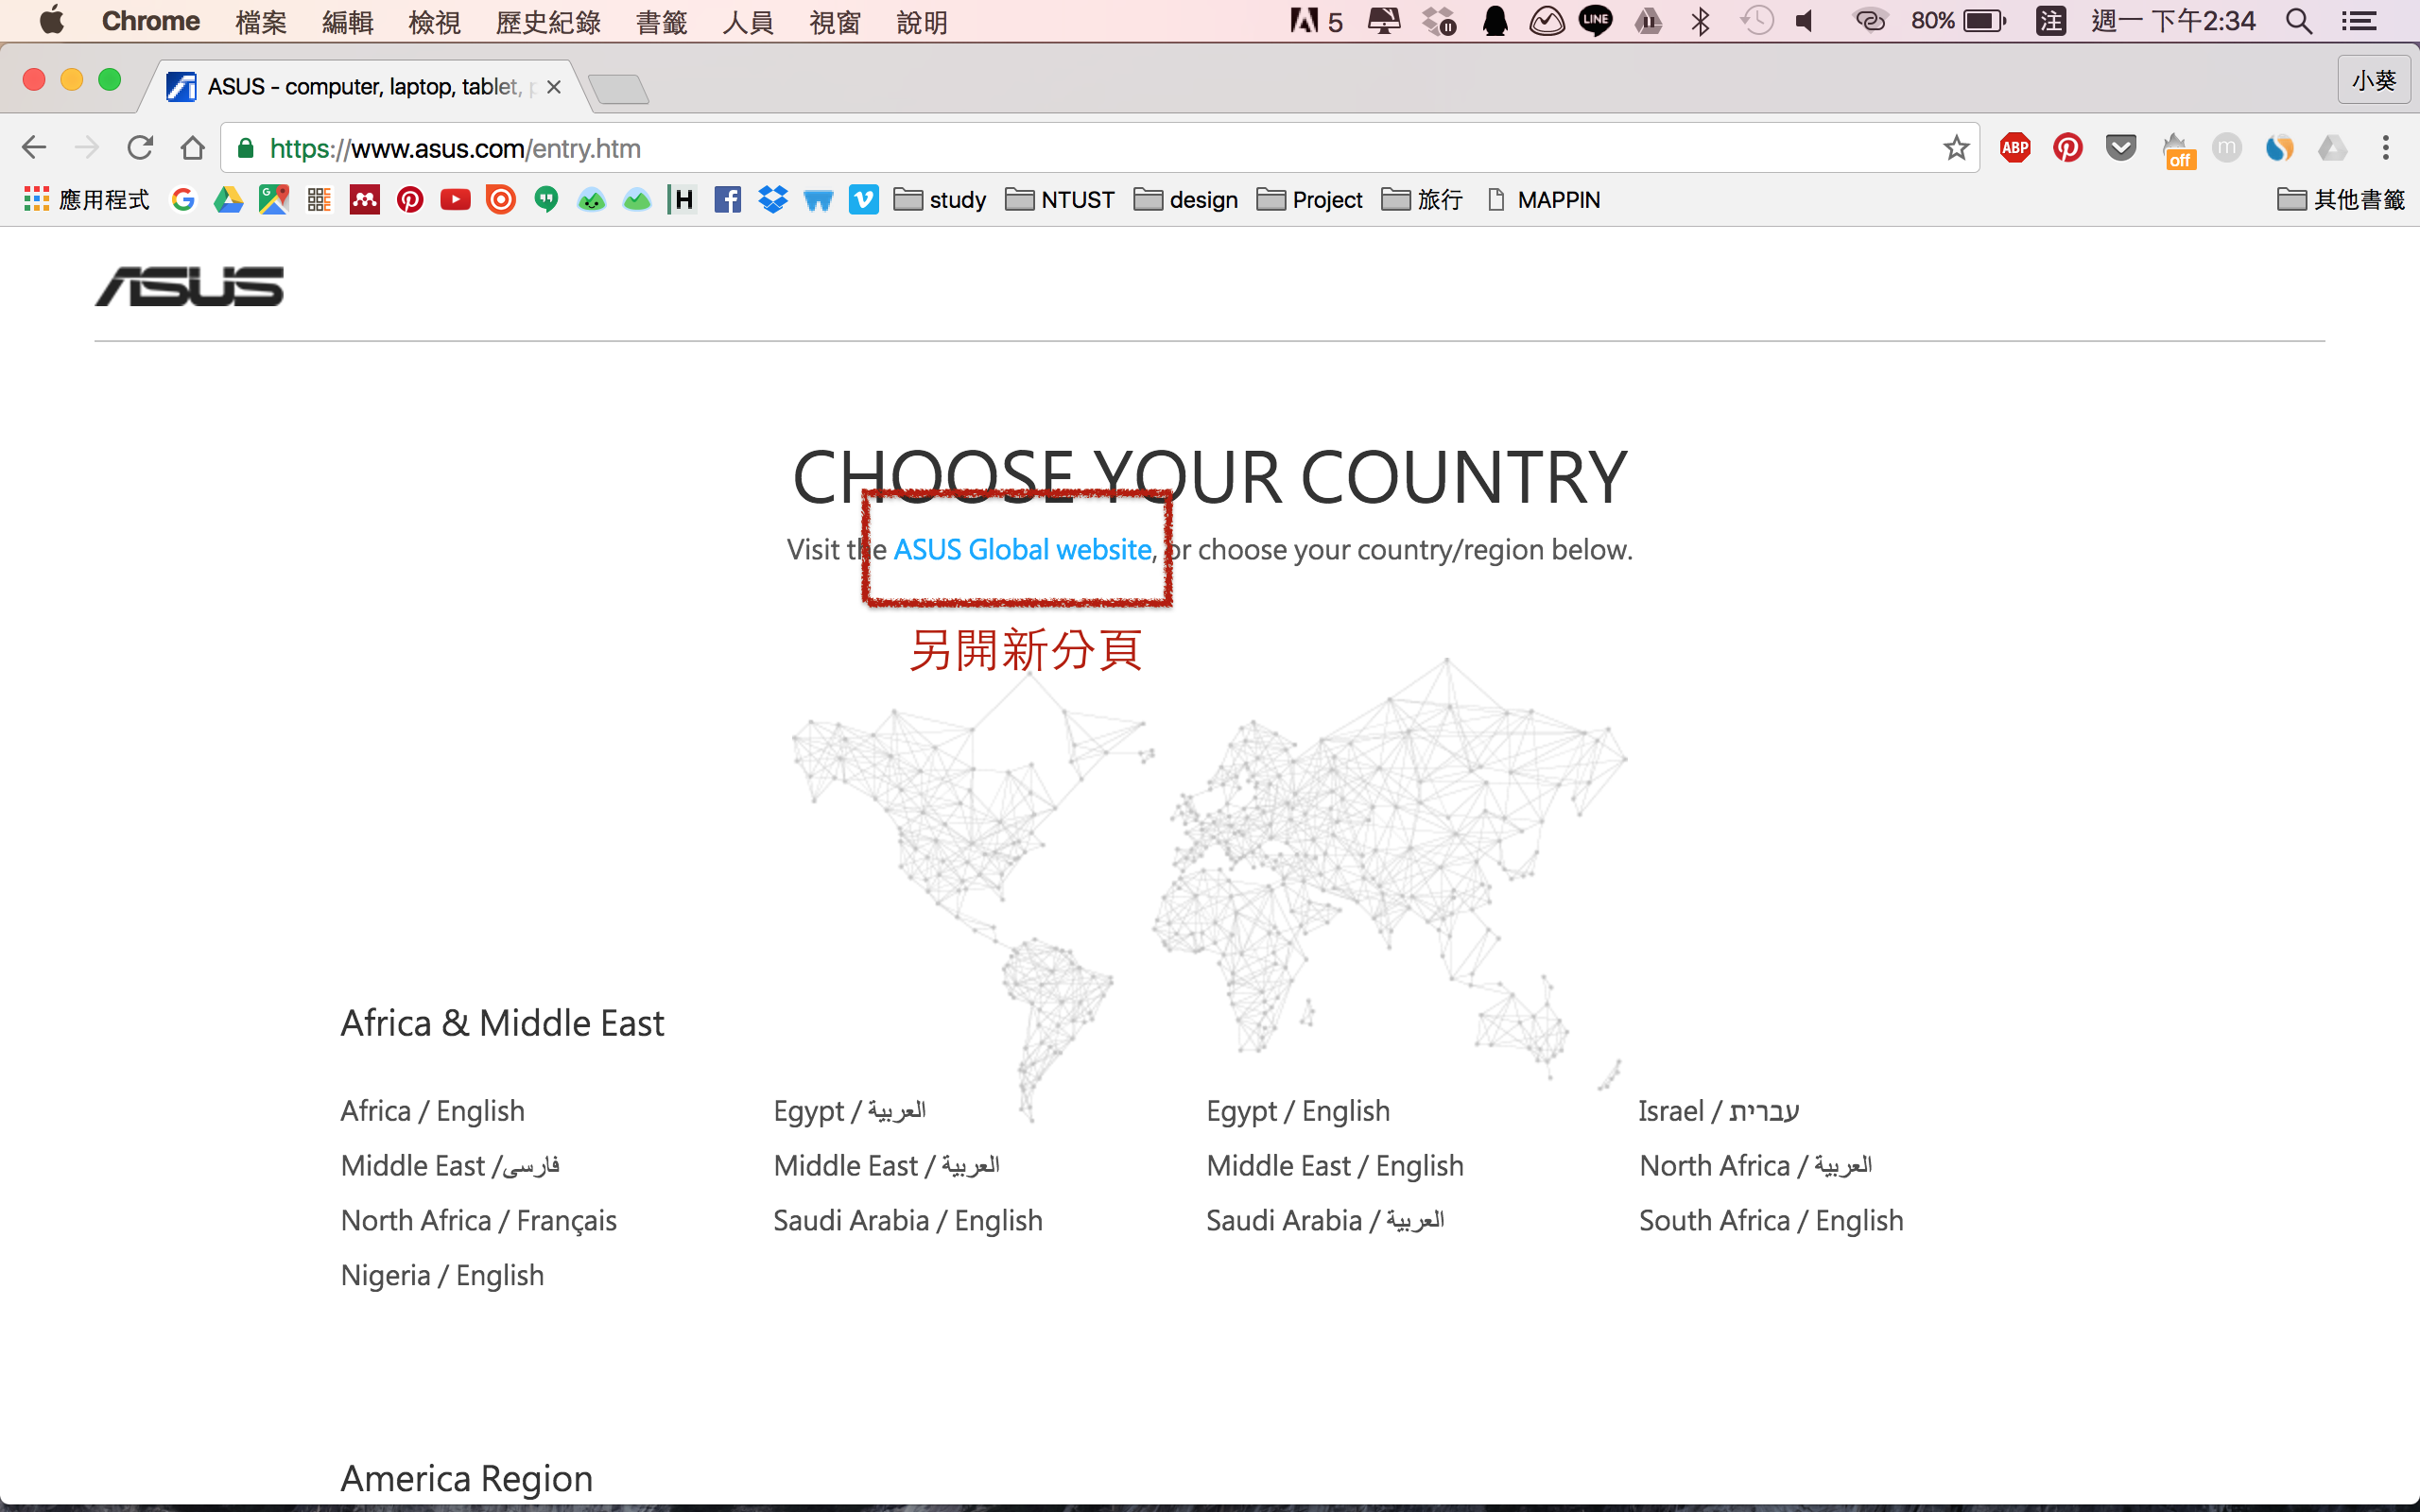 Chrome 檔案 編輯 檢視 歷史紀錄 書籤 人員 視窗 說明 5 LINE 80% 注 週一 下午2:34
ASUS - computer, laptop, tablet, 小葵
https://www.asus.com/entry.htm ABP off m
應用程式 study NTUST design Project 旅行 MAPPIN 其他書籤
ASUS
CHOOSE YOUR COUNTRY
Visit the ASUS Global website, or choose your country/region below.
另開新分頁
Africa & Middle East
Africa / English Egypt / العربية Egypt / English Israel / עברית
Middle East /فارسی Middle East / العربية Middle East / English North Africa / العربية
North Africa / Français Saudi Arabia / English Saudi Arabia / العربية South Africa / English
Nigeria / English
America Region